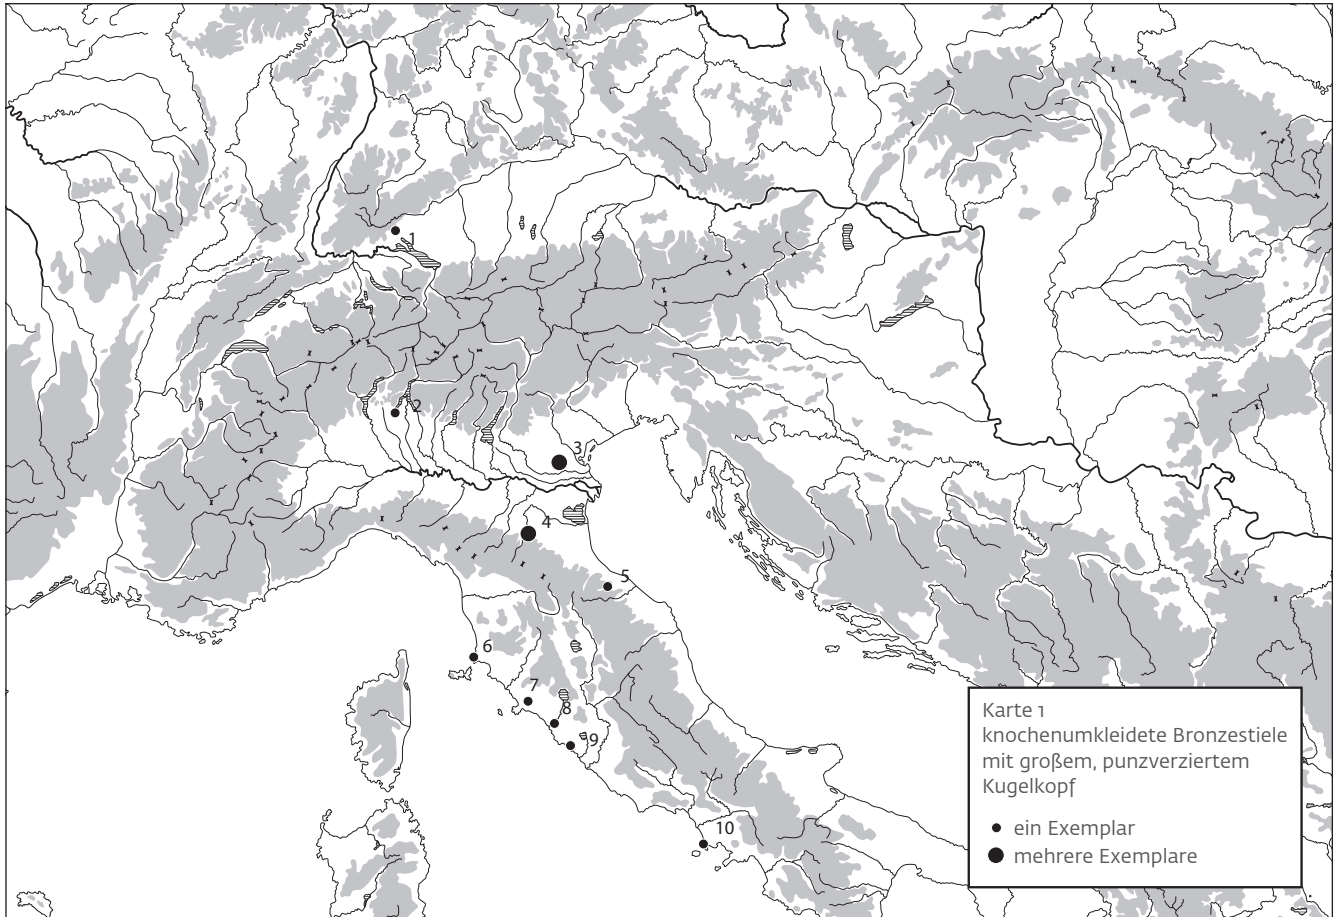 1
2
3
4
5
6
7
8
9
10
Karte 1
knochenumkleidete Bronzestiele
mit großem, punzverziertem
Kugelkopf
ein Exemplar
mehrere Exemplare